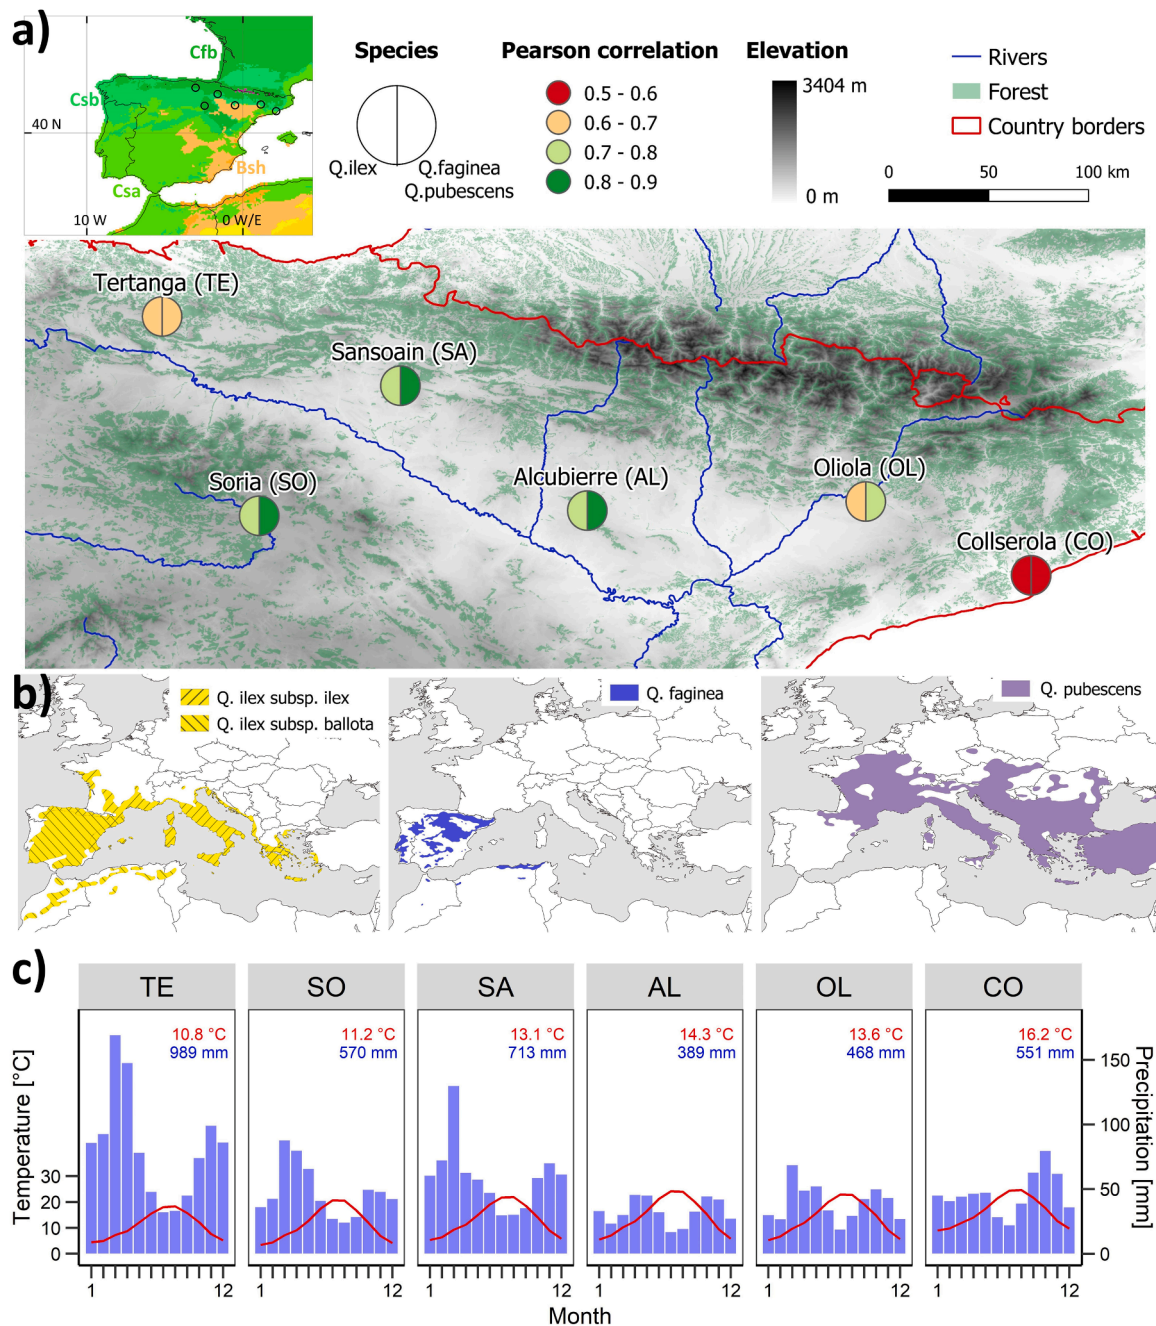 a)
Cfb
Csb
40 N
Csa
Bsh
10 W
0 W/E
Species
Q.ilex
Q.faginea
Q.pubescens
Pearson correlation
0.5 - 0.6
0.6 - 0.7
0.7 - 0.8
0.8 - 0.9
Elevation
3404 m
0 m
Rivers
Forest
Country borders
0
50
100 km
Tertanga (TE)
Sansoain (SA)
Soria (SO)
Alcubierre (AL)
Oliola (OL)
Collserola (CO)
b)
Q. ilex subsp. ilex
Q. ilex subsp. ballota
Q. faginea
Q. pubescens
c)
TE
SO
SA
AL
OL
CO
10.8 °C
989 mm
11.2 °C
570 mm
13.1 °C
713 mm
14.3 °C
389 mm
13.6 °C
468 mm
16.2 °C
551 mm
Temperature [°C]
30
20
10
0
Precipitation [mm]
150
100
50
0
1
12
1
12
1
12
1
12
1
12
1
12
Month